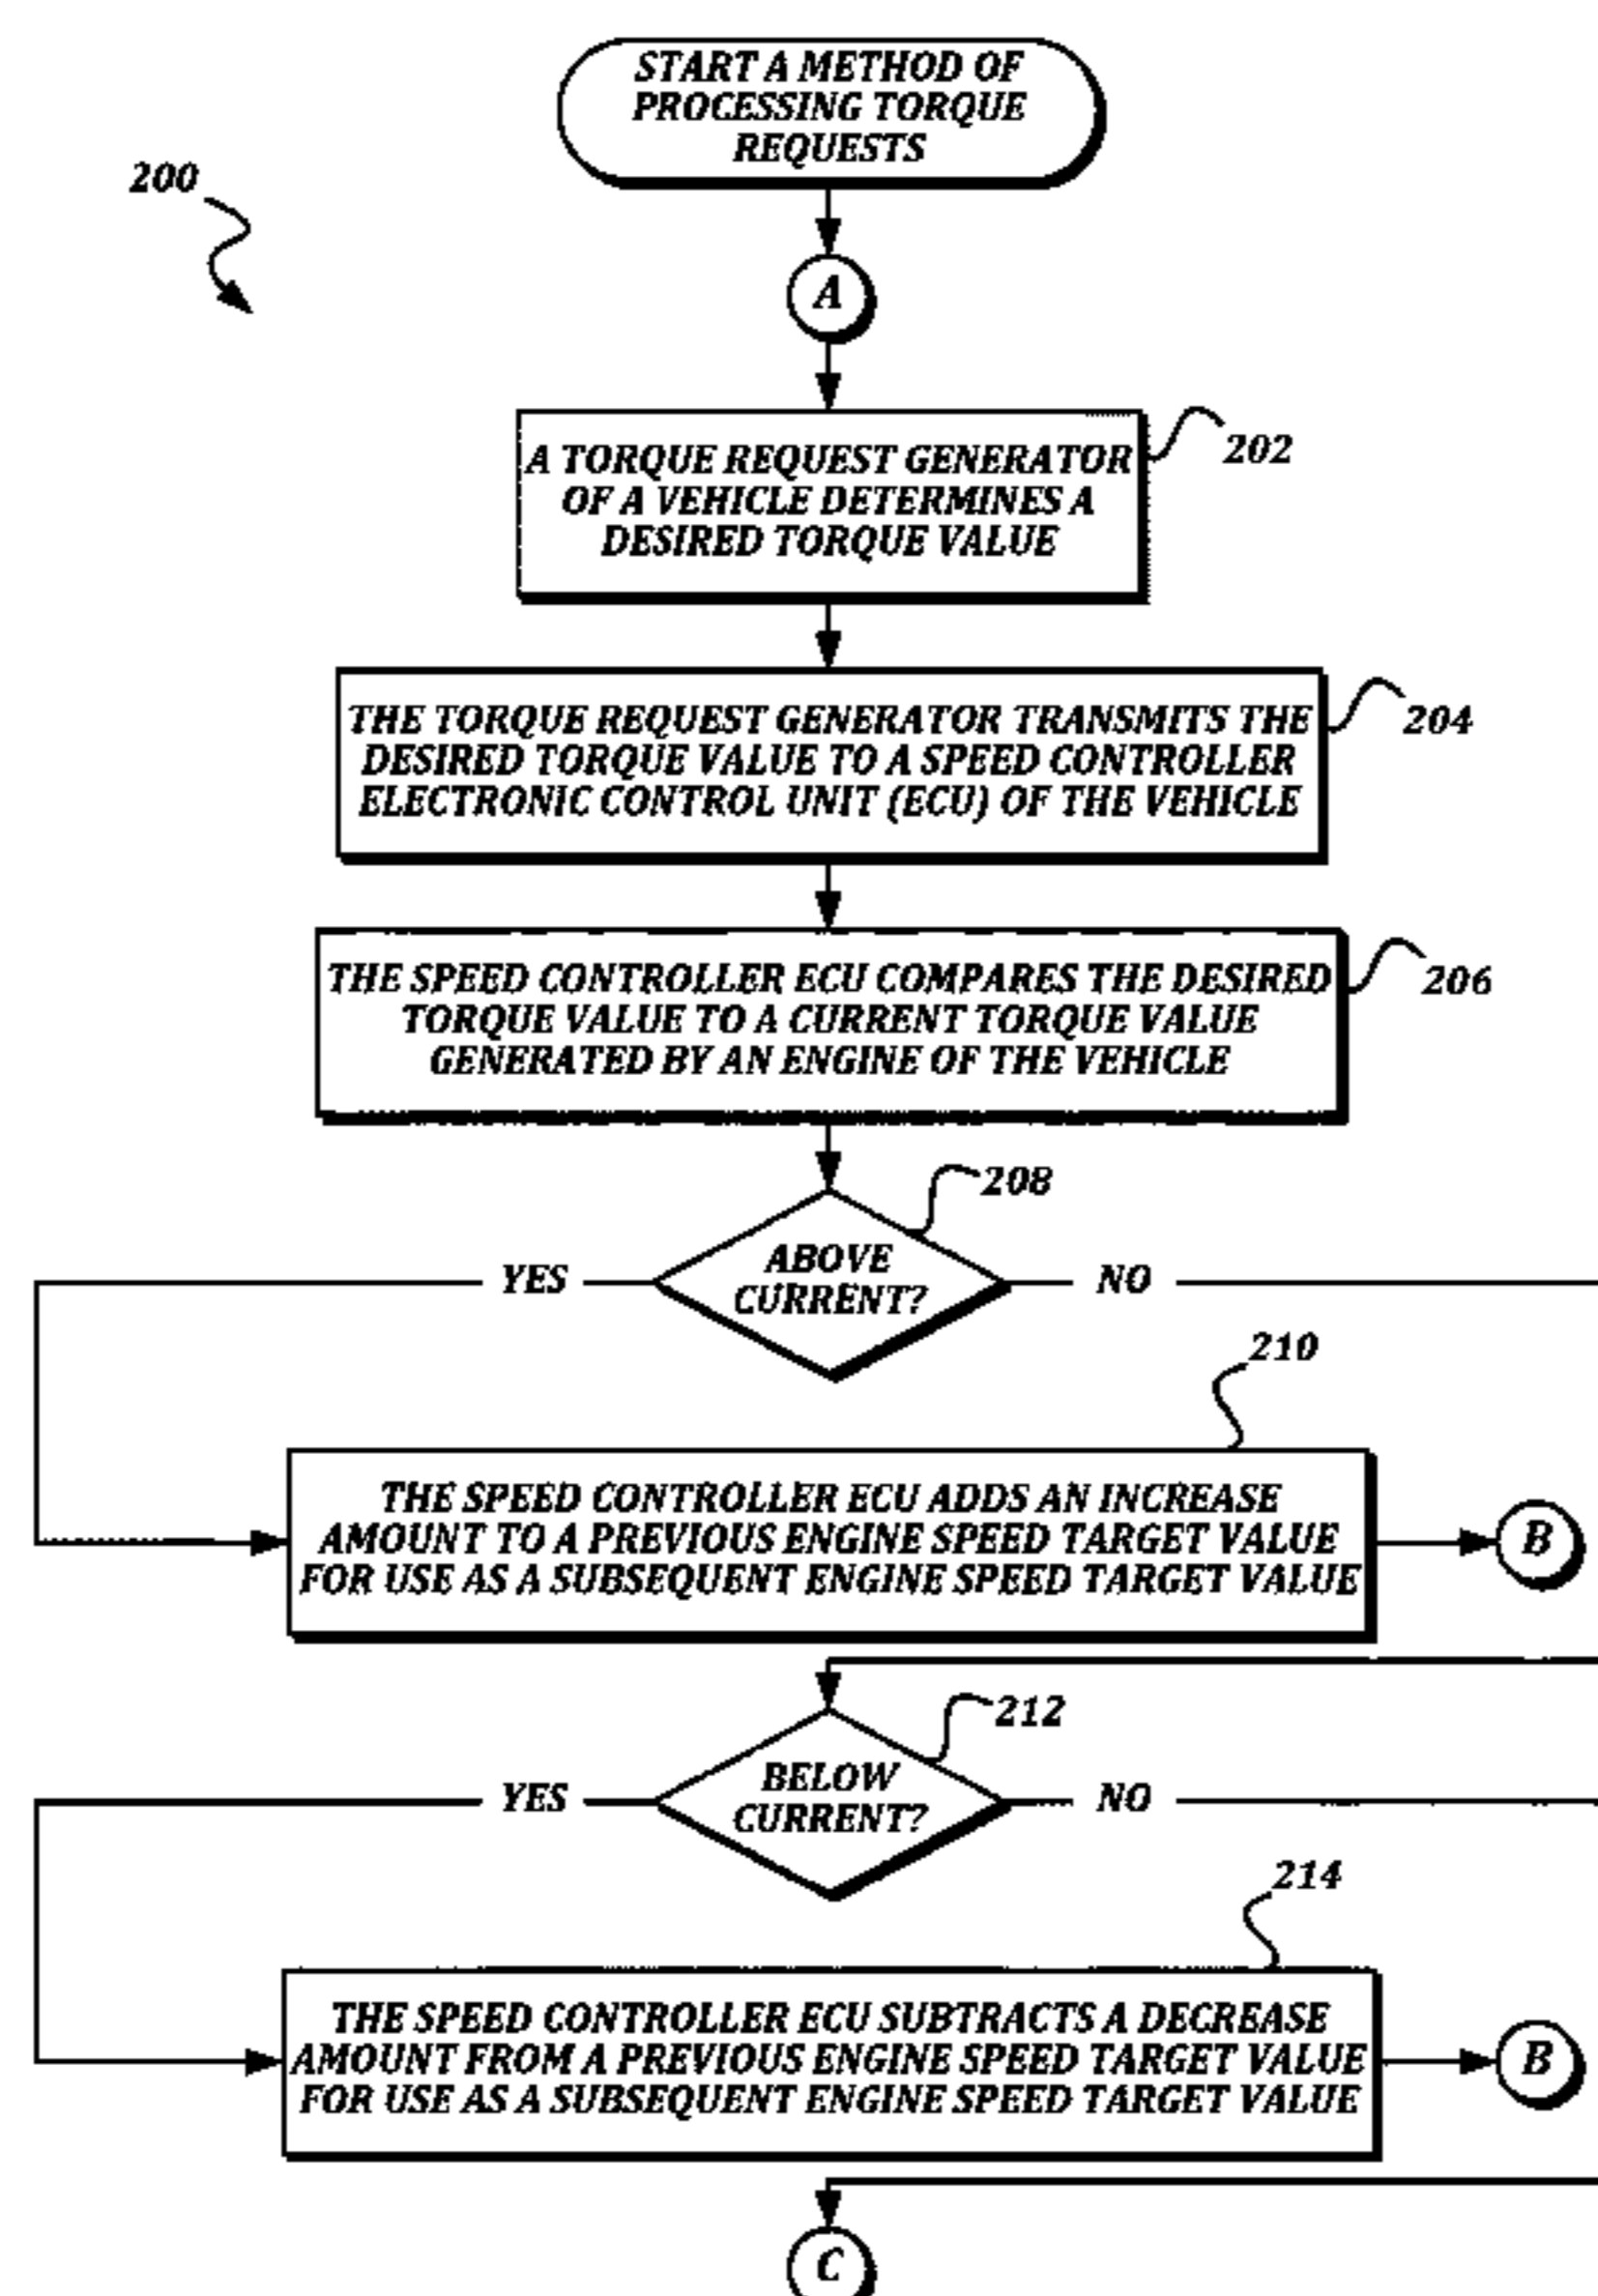 START A METHOD OF
PROCESSING TORQUE
REQUESTS
200
A
A TORQUE REQUEST GENERATOR
OF A VEHICLE DETERMINES A
DESIRED TORQUE VALUE
202
THE TORQUE REQUEST GENERATOR TRANSMITS THE
DESIRED TORQUE VALUE TO A SPEED CONTROLLER
ELECTRONIC CONTROL UNIT (ECU) OF THE VEHICLE
204
THE SPEED CONTROLLER ECU COMPARES THE DESIRED
TORQUE VALUE TO A CURRENT TORQUE VALUE
GENERATED BY AN ENGINE OF THE VEHICLE
206
208
ABOVE
CURRENT?
YES
NO
210
THE SPEED CONTROLLER ECU ADDS AN INCREASE
AMOUNT TO A PREVIOUS ENGINE SPEED TARGET VALUE
FOR USE AS A SUBSEQUENT ENGINE SPEED TARGET VALUE
B
212
BELOW
CURRENT?
YES
NO
214
THE SPEED CONTROLLER ECU SUBTRACTS A DECREASE
AMOUNT FROM A PREVIOUS ENGINE SPEED TARGET VALUE
FOR USE AS A SUBSEQUENT ENGINE SPEED TARGET VALUE
B
C